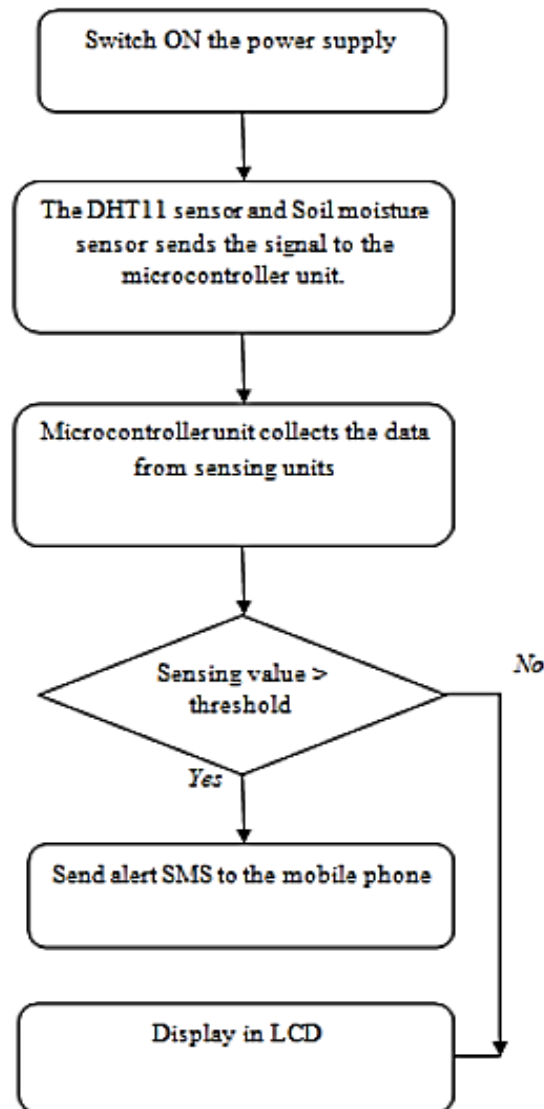 Switch ON the power supply
The DHT11 sensor and Soil moisture
sensor sends the signal to the
microcontroller unit.
Microcontroller unit collects the data
from sensing units
Sensing value >
threshold
No
Yes
Send alert SMS to the mobile phone
Display in LCD